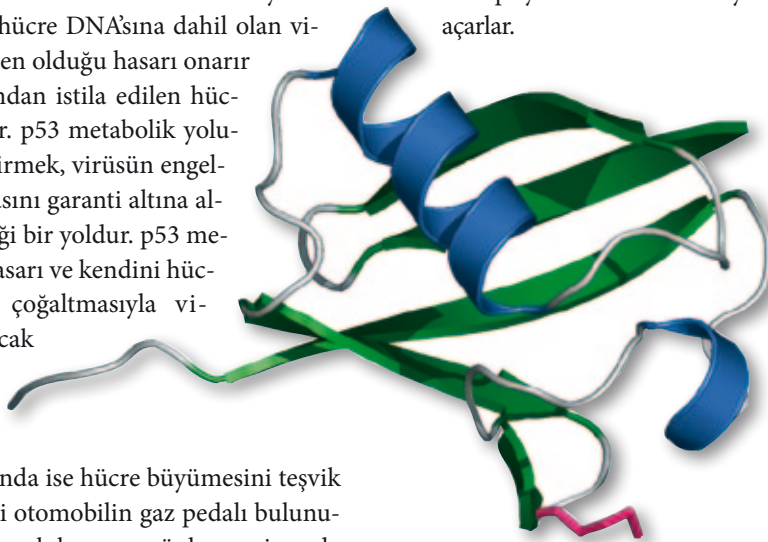 hücre DNA'sına dahil olan vi-
en olduğu hasarı onarır
ndan istila edilen hüc-
r. p53 metabolik yolu-
irmek, virüsün engel-
asını garanti altına al-
ği bir yoldur. p53 me-
asarı ve kendini hüc-
çoğaltmasıyla vi-
cak
nda ise hücre büyümesini teşvik
i otomobilin gaz pedalı bulunu-
açarlar.